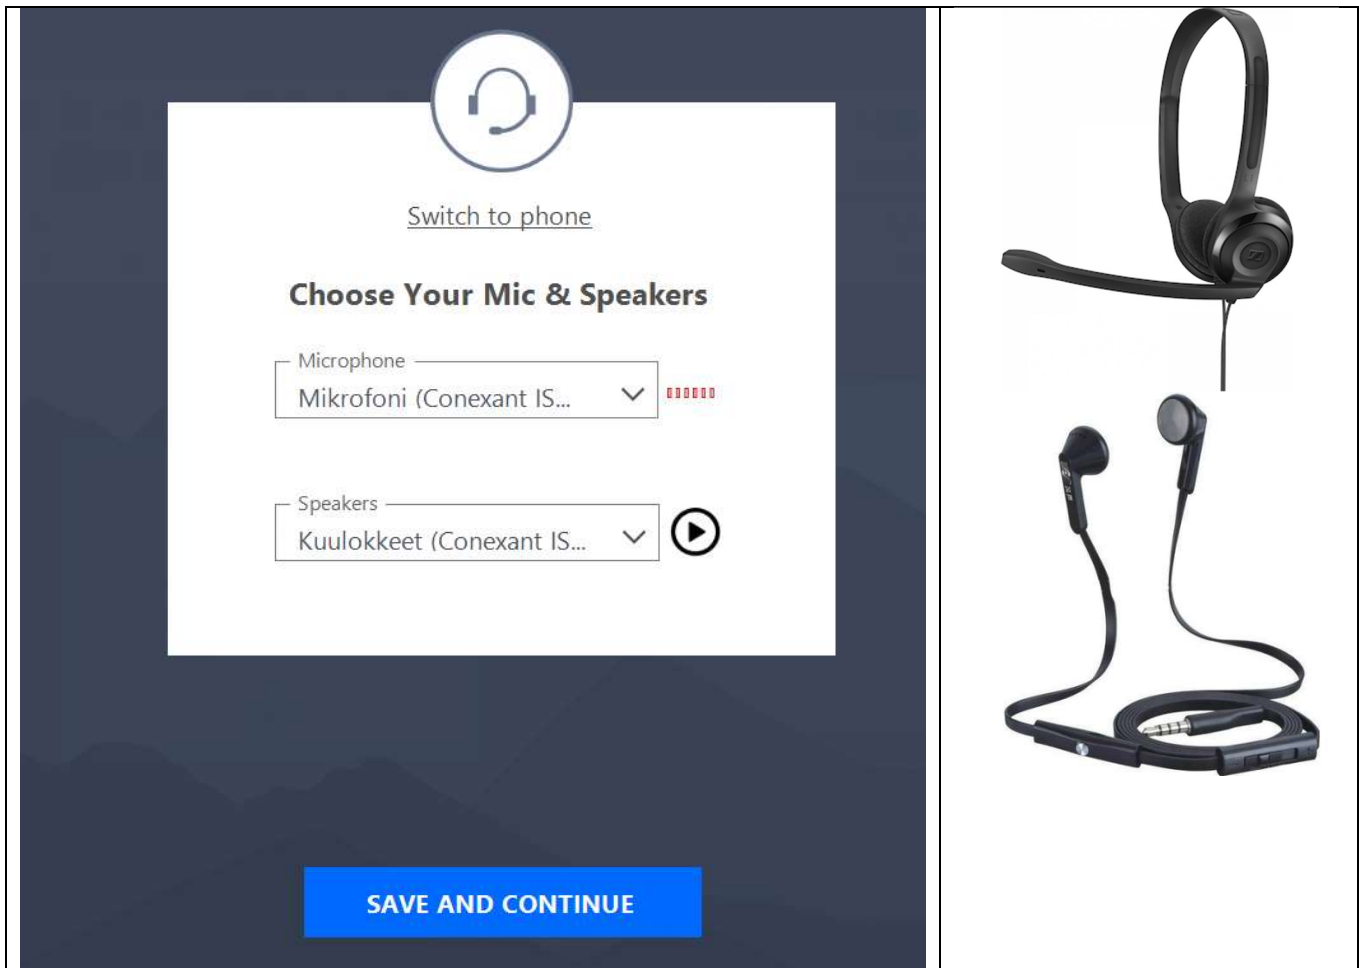 Switch to phone
Choose Your Mic & Speakers
Microphone
Mikrofoni (Conexant IS...
Speakers
Kuulokkeet (Conexant IS...
SAVE AND CONTINUE